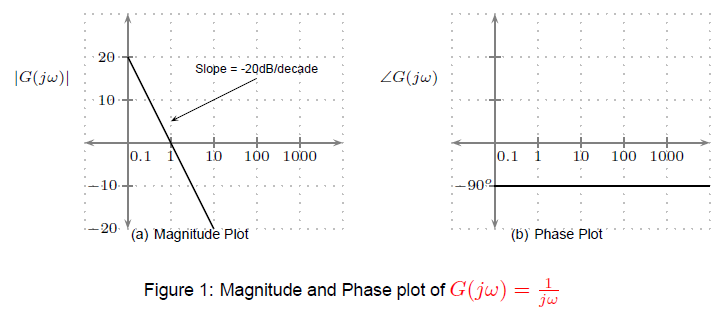 20
|G(jω)|
10
Slope = -20dB/decade
0.1 1 10 100 1000
−10
−20
(a) Magnitude Plot
∠G(jω)
0.1 1 10 100 1000
−90°
(b) Phase Plot
Figure 1: Magnitude and Phase plot of G(jω) = 1/jω